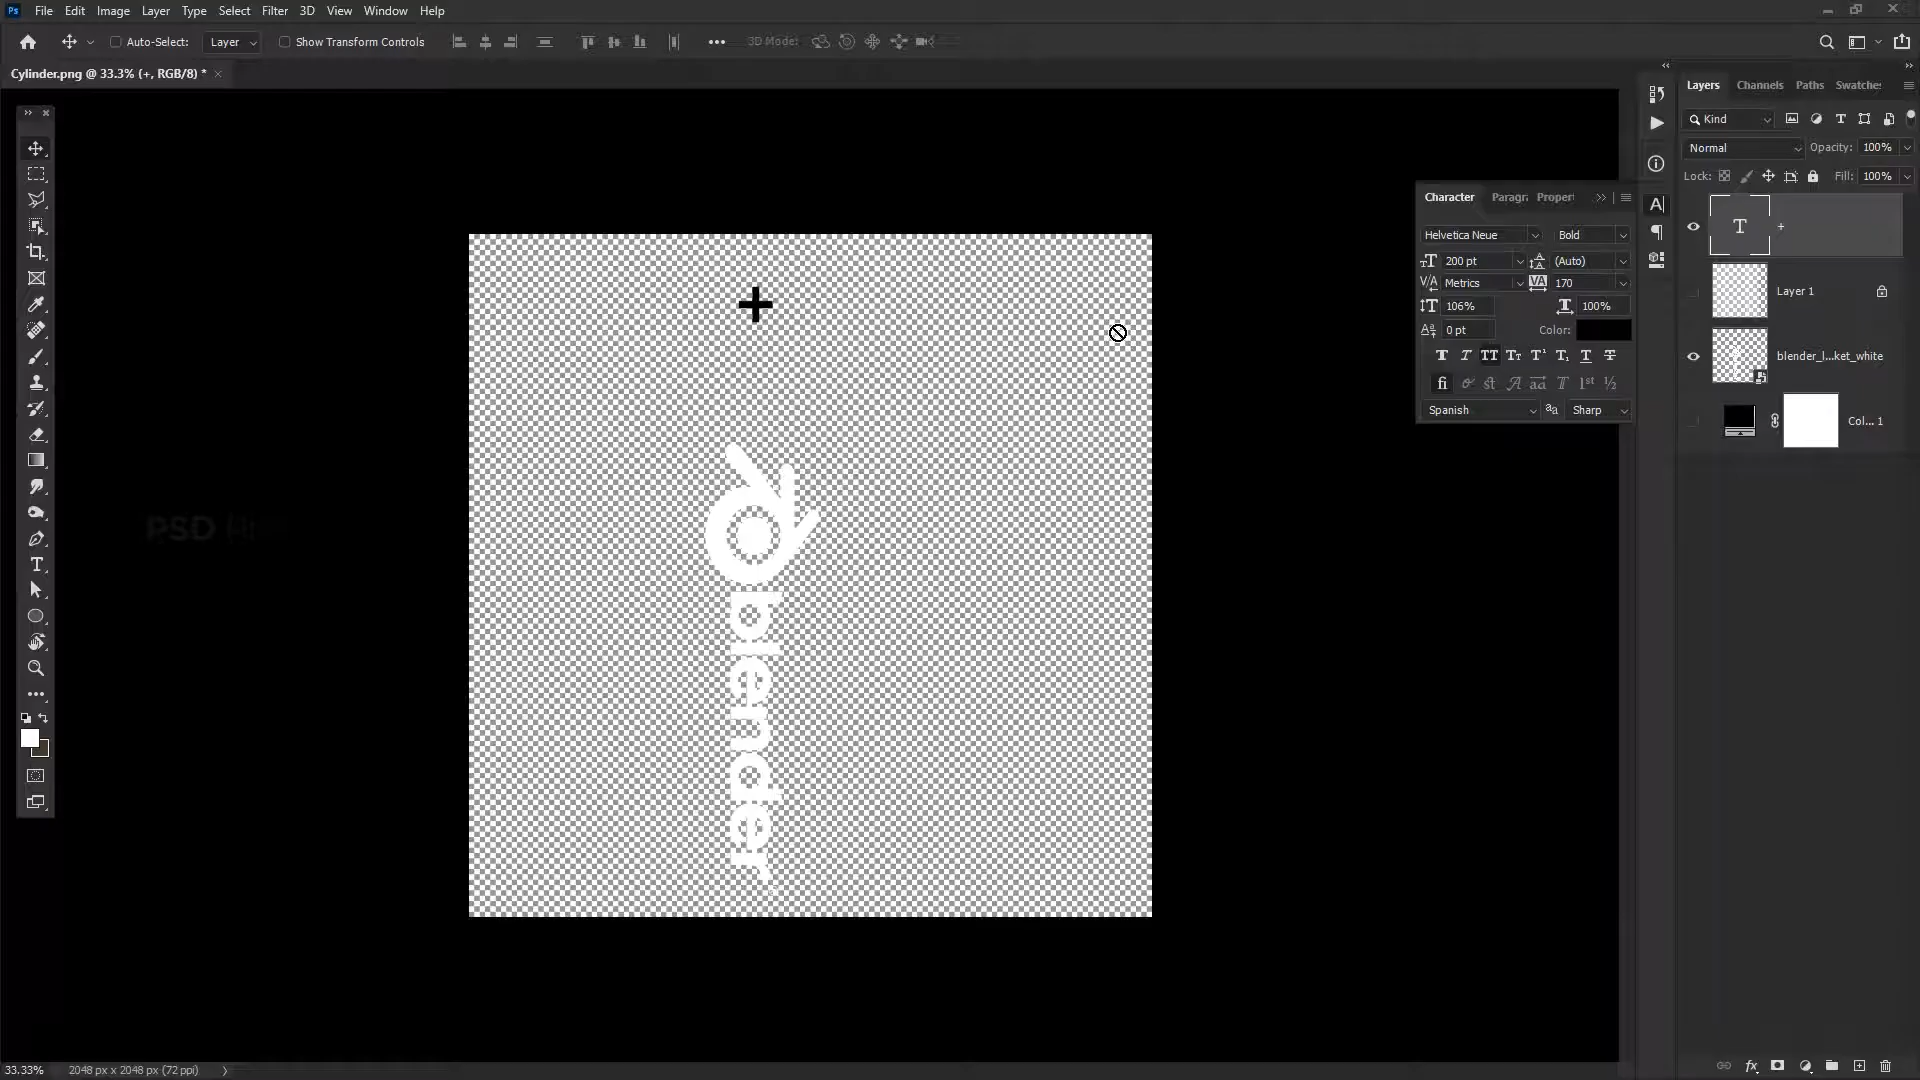 Ps File Edit Image Layer Type Select Filter 3D View Window Help
Auto-Select: Layer Show Transform Controls 3D Mode:
Cylinder.png @ 33.3% (+, RGB/8) *
Layers Channels Paths Swatches
Kind
Normal Opacity: 100%
Lock: Fill: 100%
T +
Layer 1
blender_l...ket_white
Col... 1
Character Paragr Propert
Helvetica Neue Bold
200 pt (Auto)
Metrics 170
106% 100%
0 pt Color:
Spanish Sharp
+
blender
PSD
33.33% 2048 px x 2048 px (72 ppi)